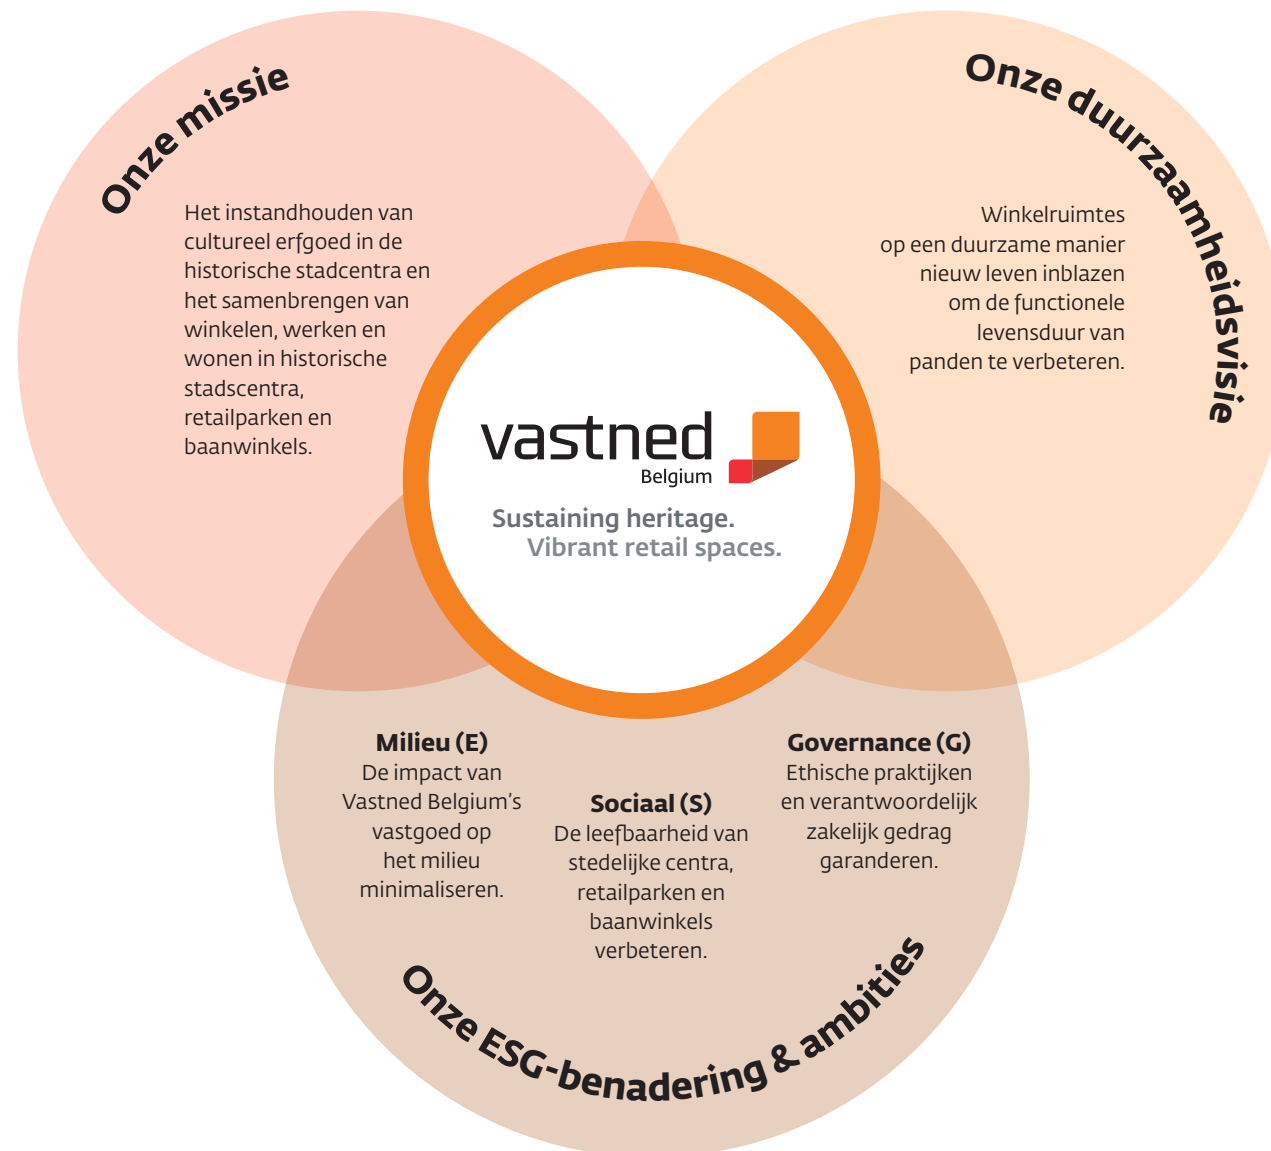 Onze missie
Het instandhouden van
cultureel erfgoed in de
historische stadcentra en
het samenbrengen van
winkelen, werken en
wonen in historische
stadscentra,
retailparken en
baanwinkels.
Onze duurzaamheidsvisie
Winkelruimtes
op een duurzame manier
nieuw leven inblazen
om de functionele
levensduur van
panden te verbeteren.
vastned
Belgium
Sustaining heritage.
Vibrant retail spaces.
Milieu (E)
De impact van
Vastned Belgium's
vastgoed op
het milieu
minimaliseren.
Sociaal (S)
De leefbaarheid van
stedelijke centra,
retailparken en
baanwinkels
verbeteren.
Governance (G)
Ethische praktijken
en verantwoordelijk
zakelijk gedrag
garanderen.
Onze ESG-benadering & ambities